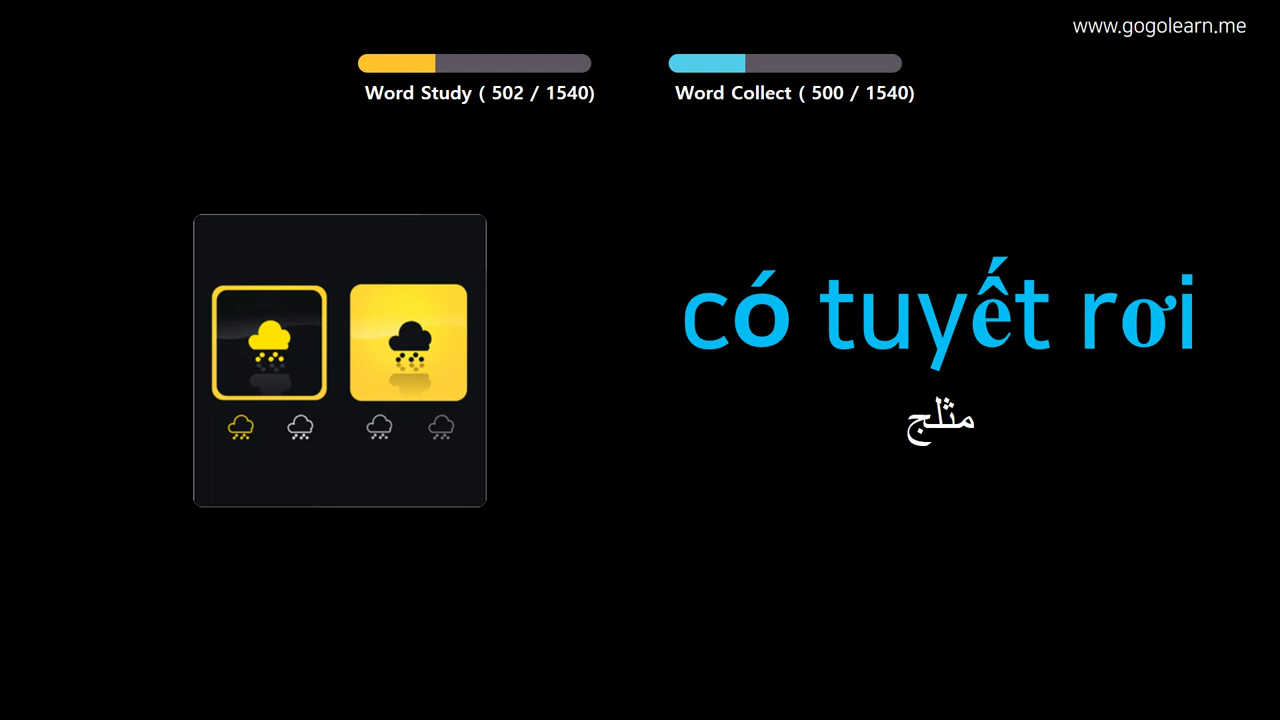 www.gogolearn.me
Word Study ( 502 / 1540)
Word Collect ( 500 / 1540)
có tuyết rơi
مثلج